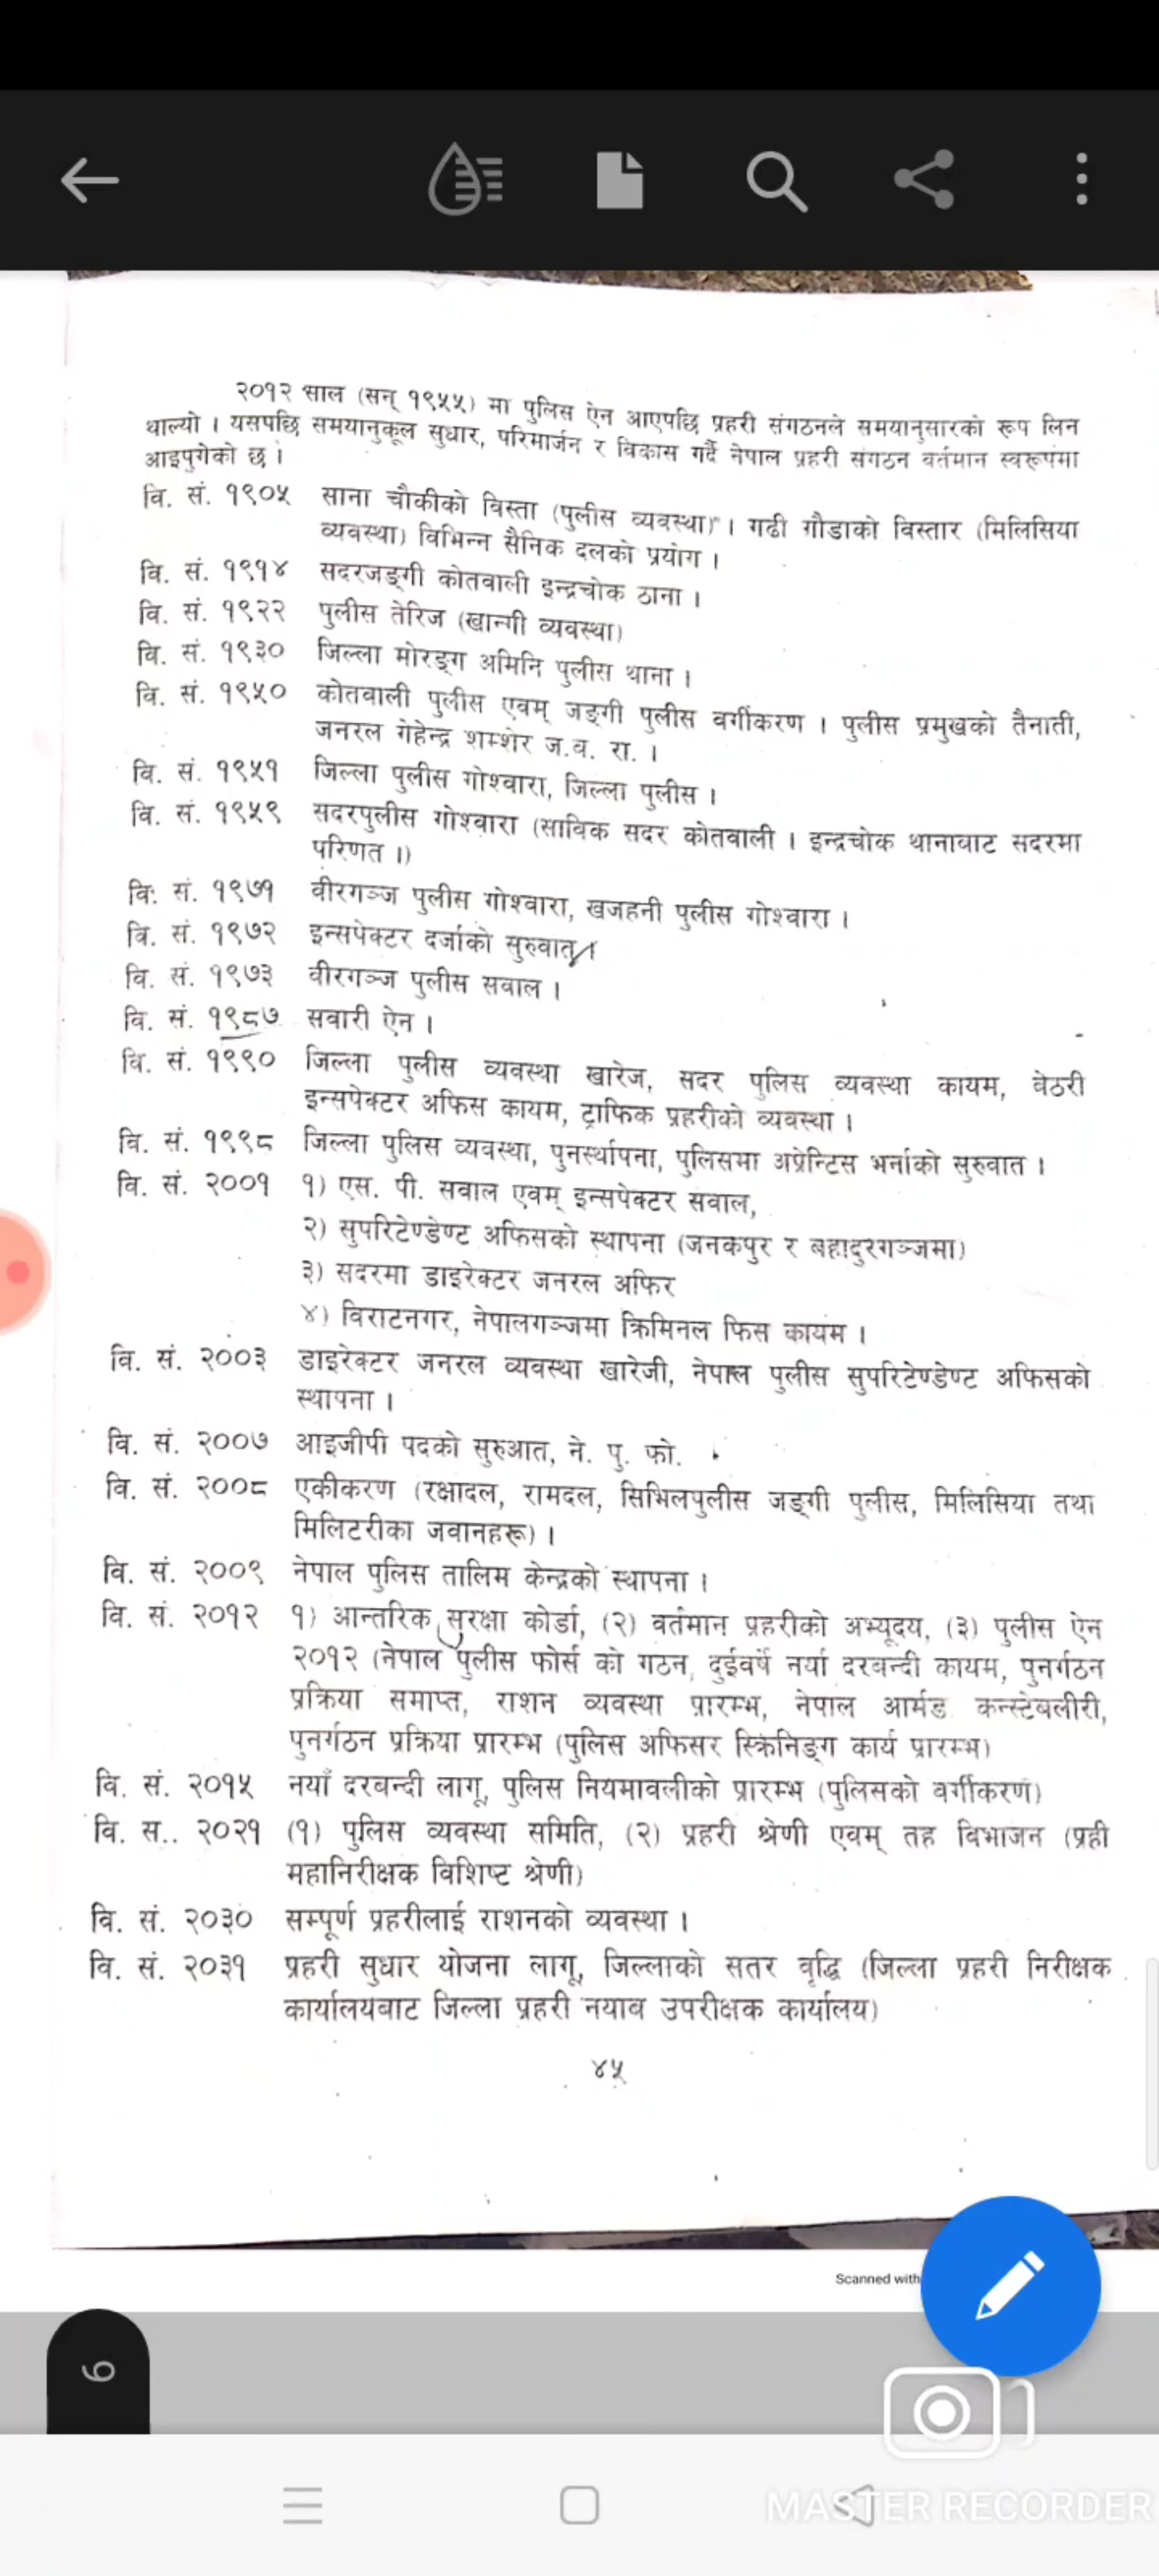 २०१२ साल (सन् १९५५) मा पुलिस ऐन आएपछि प्रहरी संगठनले समयानुसारको रूप लिन
थाल्यो । यसपछि समयानुकूल सुधार, परिमार्जन र विकास गर्दै नेपाल प्रहरी संगठन वर्तमान स्वरूपमा
आइपुगेको छ ।
वि. सं. १९०५ साना चौकीको विस्ता (पुलीस व्यवस्था) । गढी गौडाको विस्तार (मिलिसिया
व्यवस्था) विभिन्न सैनिक दलको प्रयोग ।
वि. सं. १९१४ सदरजङ्गी कोतवाली इन्द्रचोक ठाना ।
वि. सं. १९२२ पुलीस तेरिज (खान्गी व्यवस्था)
वि. सं. १९३० जिल्ला मोरङ्ग अमिनि पुलीस थाना ।
वि. सं. १९५० कोतवाली पुलीस एवम् जङ्गी पुलीस वर्गीकरण । पुलीस प्रमुखको तैनाती,
जनरल गेहेन्द्र शम्शेर ज.ब. रा. ।
वि. सं. १९५१ जिल्ला पुलीस गोश्वारा, जिल्ला पुलीस ।
वि. सं. १९५९ सदरपुलीस गोश्वारा (साविक सदर कोतवाली । इन्द्रचोक थानाबाट सदरमा
परिणत ।)
वि. सं. १९७१ वीरगञ्ज पुलीस गोश्वारा, खजहनी पुलीस गोश्वारा ।
वि. सं. १९७२ इन्सपेक्टर दर्जाको सुरुवात ।
वि. सं. १९७३ वीरगञ्ज पुलीस सवाल ।
वि. सं. १९८७ सवारी ऐन ।
वि. सं. १९९० जिल्ला पुलीस व्यवस्था खारेज, सदर पुलिस व्यवस्था कायम, बेठरी
इन्सपेक्टर अफिस कायम, ट्राफिक प्रहरीको व्यवस्था ।
वि. सं. १९९८ जिल्ला पुलिस व्यवस्था, पुनर्स्थापना, पुलिसमा अप्रेन्टिस भर्नाको सुरुवात ।
वि. सं. २००१ १) एस. पी. सवाल एवम् इन्सपेक्टर सवाल,
२) सुपरिटेण्डेण्ट अफिसको स्थापना (जनकपुर र बहादुरगञ्जमा)
३) सदरमा डाइरेक्टर जनरल अफिर
४) विराटनगर, नेपालगञ्जमा क्रिमिनल फिस कायम ।
वि. सं. २००३ डाइरेक्टर जनरल व्यवस्था खारेजी, नेपाल पुलीस सुपरिटेण्डेण्ट अफिसको
स्थापना ।
वि. सं. २००७ आइजीपी पदको सुरुआत, ने. पु. फो.
वि. सं. २००८ एकीकरण (रक्षादल, रामदल, सिभिलपुलीस जङ्गी पुलीस, मिलिसिया तथा
मिलिटरीका जवानहरू) ।
वि. सं. २००९ नेपाल पुलिस तालिम केन्द्रको स्थापना ।
वि. सं. २०१२ १) आन्तरिक सुरक्षा कोर्डा, (२) वर्तमान प्रहरीको अभ्यूदय, (३) पुलीस ऐन
२०१२ (नेपाल पुलीस फोर्स को गठन, दुईवर्षे नयाँ दरबन्दी कायम, पुनर्गठन
प्रक्रिया समाप्त, राशन व्यवस्था प्रारम्भ, नेपाल आर्मड कन्स्टेबलीरी,
पुनर्गठन प्रक्रिया प्रारम्भ (पुलिस अफिसर स्क्रिनिङ्ग कार्य प्रारम्भ)
वि. सं. २०१५ नयाँ दरबन्दी लागू, पुलिस नियमावलीको प्रारम्भ (पुलिसको वर्गीकरण)
वि. स.. २०२१ (१) पुलिस व्यवस्था समिति, (२) प्रहरी श्रेणी एवम् तह बिभाजन (प्रही
महानिरीक्षक विशिष्ट श्रेणी)
वि. सं. २०३० सम्पूर्ण प्रहरीलाई राशनको व्यवस्था ।
वि. सं. २०३१ प्रहरी सुधार योजना लागू, जिल्लाको सतर वृद्धि (जिल्ला प्रहरी निरीक्षक
कार्यालयबाट जिल्ला प्रहरी नयाब उपरीक्षक कार्यालय)
४५
Scanned with
6
MASTER RECORDER